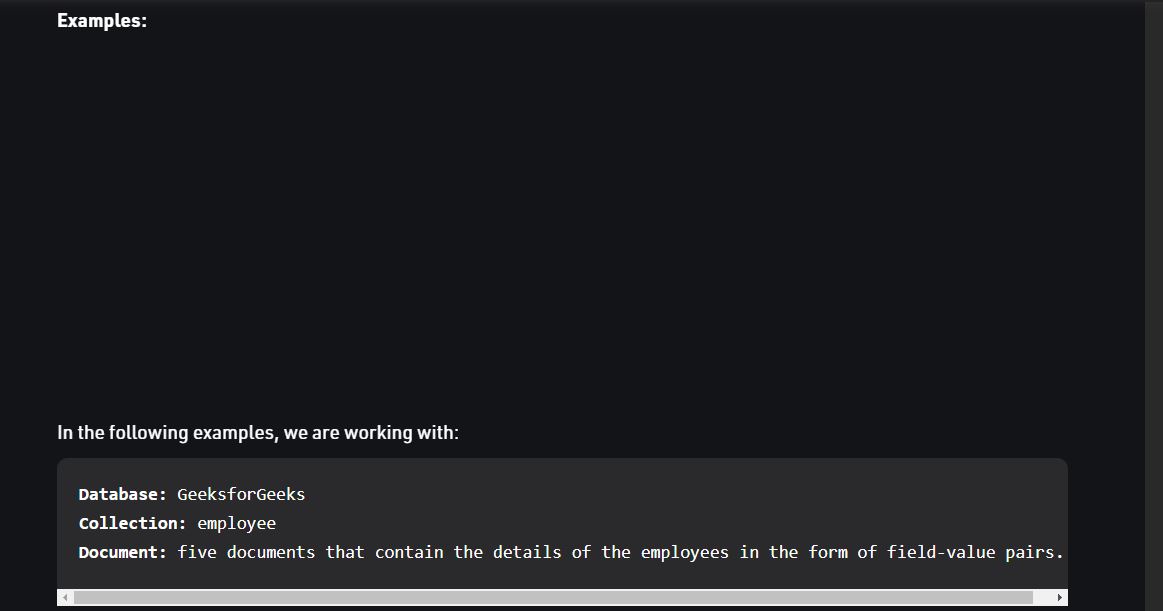 Examples:
In the following examples, we are working with:
Database: GeeksforGeeks
Collection: employee
Document: five documents that contain the details of the employees in the form of field-value pairs.